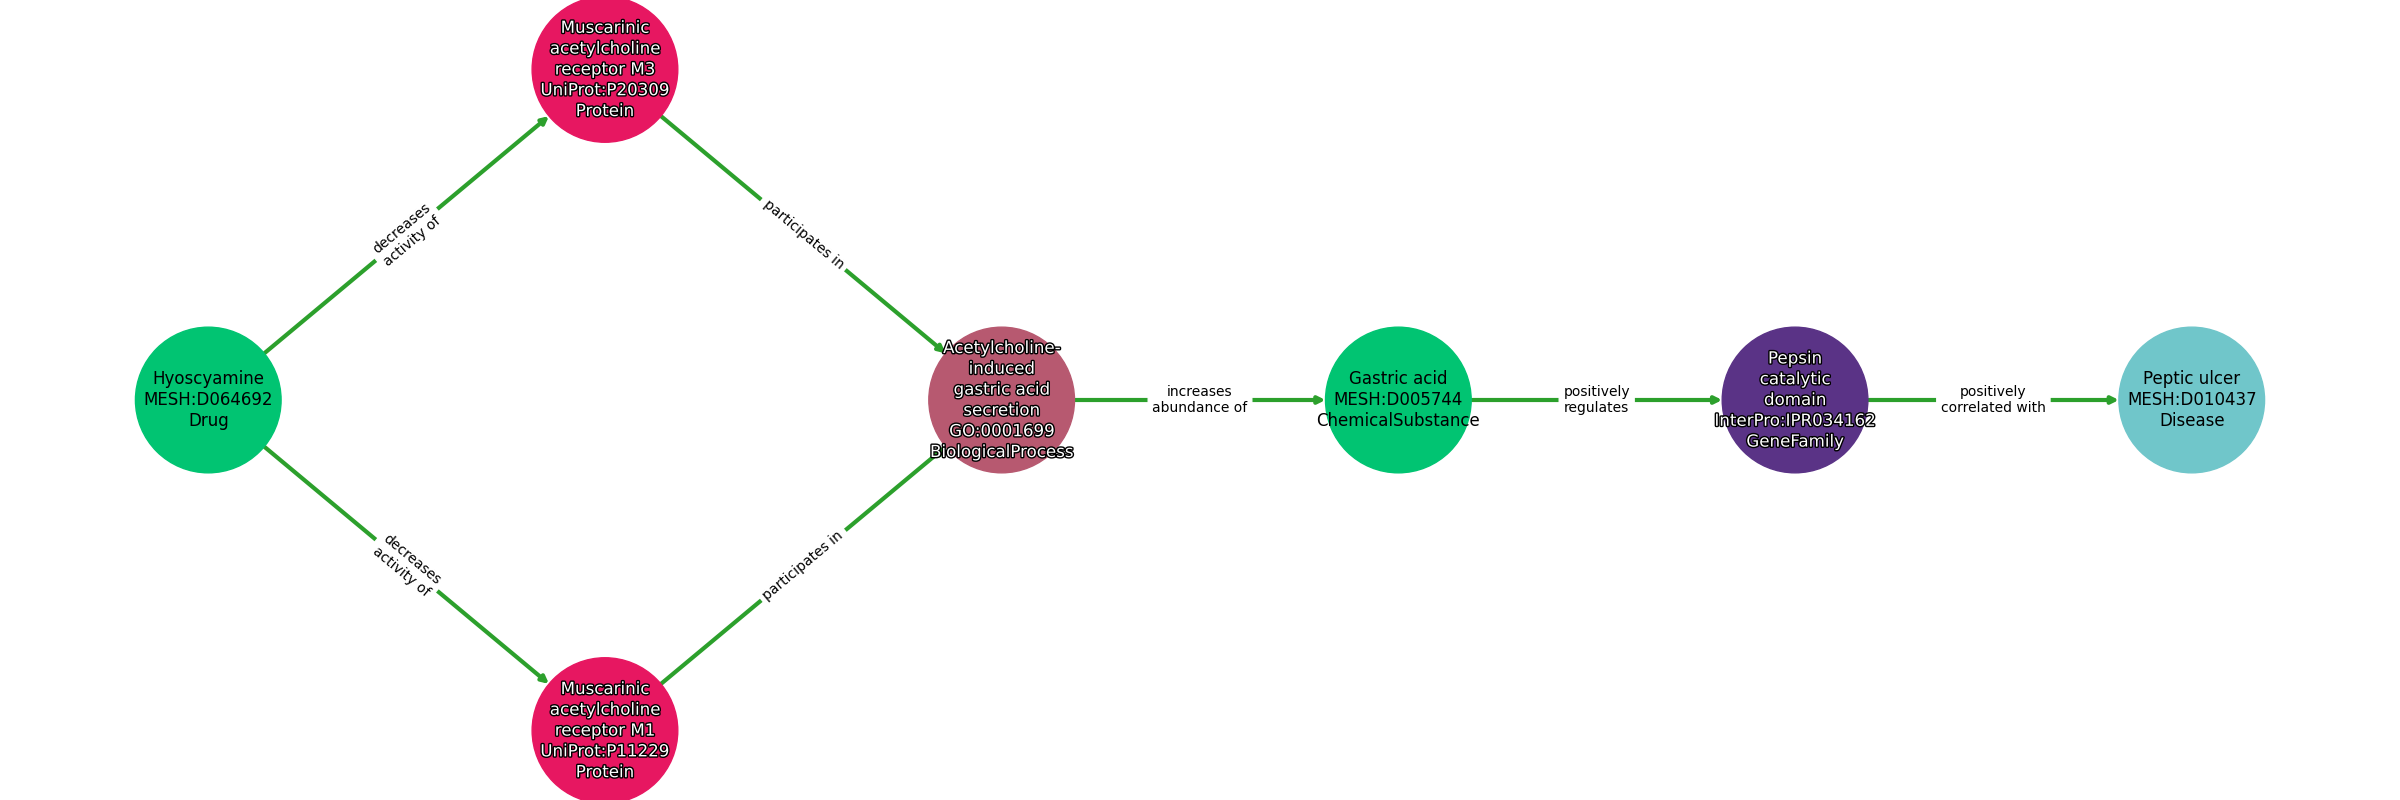 Muscarinic
acetylcholine
receptor M3
UniProt:P20309
Protein
decreases
activity of
participates in
Hyoscyamine
MESH:D064692
Drug
Acetylcholine-
induced
gastric acid
secretion
GO:0001699
BiologicalProcess
increases
abundance of
Gastric acid
MESH:D005744
ChemicalSubstance
positively
regulates
Pepsin
catalytic
domain
InterPro:IPR034162
GeneFamily
positively
correlated with
Peptic ulcer
MESH:D010437
Disease
decreases
activity of
participates in
Muscarinic
acetylcholine
receptor M1
UniProt:P11229
Protein